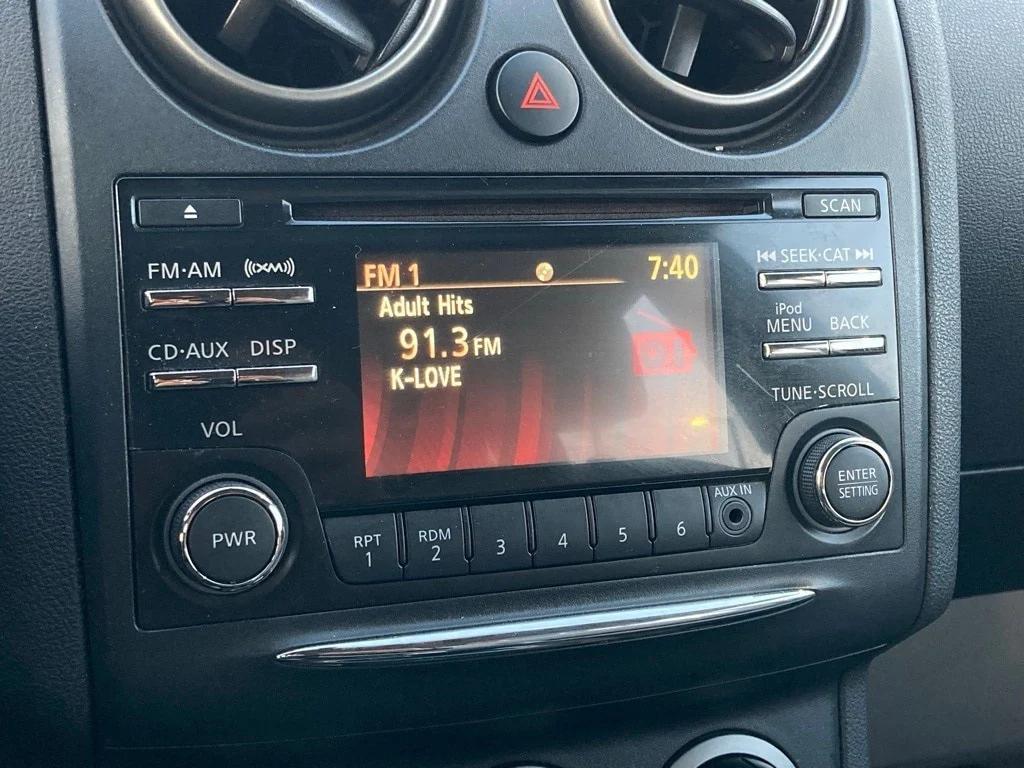 SCAN
FM·AM ((XM))
SEEK·CAT
FM 1 7:40
Adult Hits
91.3 FM
K-LOVE
iPod
MENU BACK
CD·AUX DISP
TUNE·SCROLL
VOL
ENTER
SETTING
PWR
RPT
1
RDM
2
3
4
5
6
AUX IN